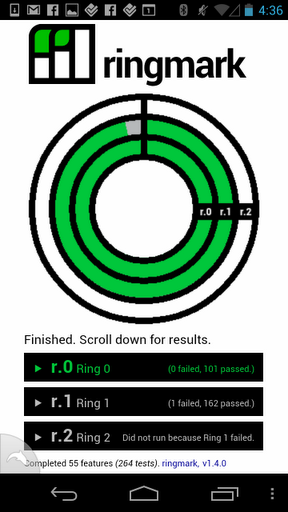 4:36
ringmark
r.0 r.1 r.2
Finished. Scroll down for results.
r.0 Ring 0 (0 failed, 101 passed.)
r.1 Ring 1 (1 failed, 162 passed.)
r.2 Ring 2 Did not run because Ring 1 failed.
Completed 55 features (264 tests). ringmark, v1.4.0